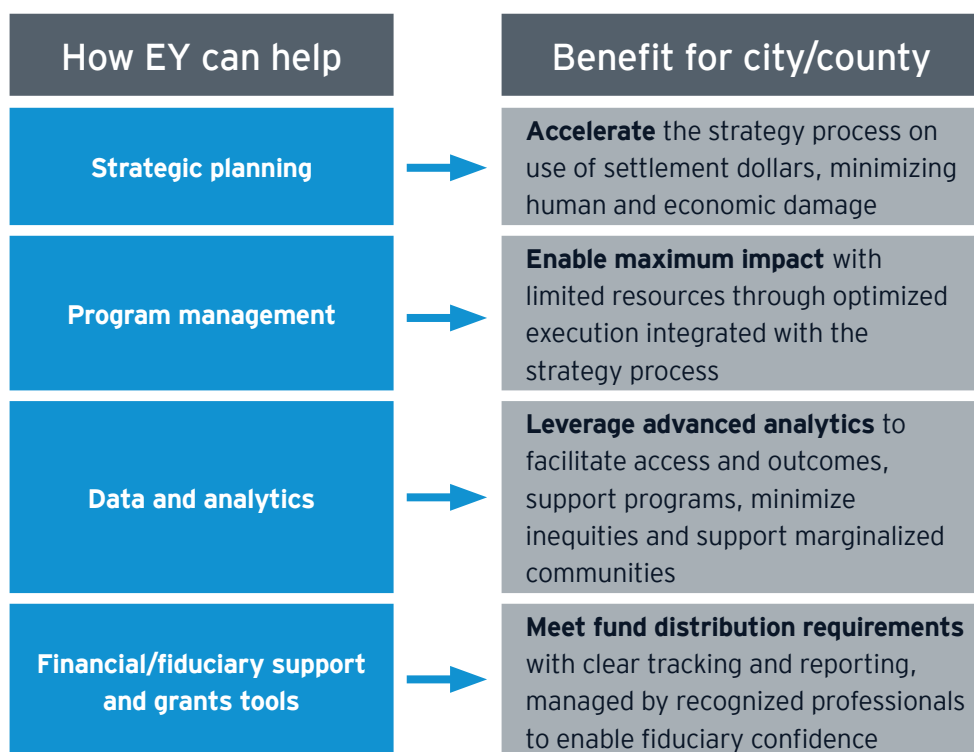 How EY can help
Benefit for city/county
Strategic planning
Accelerate the strategy process on
use of settlement dollars, minimizing
human and economic damage
Program management
Enable maximum impact with
limited resources through optimized
execution integrated with the
strategy process
Data and analytics
Leverage advanced analytics to
facilitate access and outcomes,
support programs, minimize
inequities and support marginalized
communities
Financial/fiduciary support
and grants tools
Meet fund distribution requirements
with clear tracking and reporting,
managed by recognized professionals
to enable fiduciary confidence